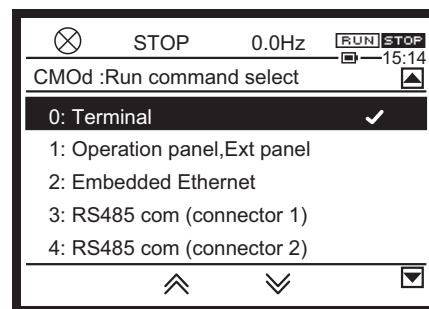 STOP 0.0Hz RUN STOP
15:14
CMOd :Run command select
0: Terminal
1: Operation panel,Ext panel
2: Embedded Ethernet
3: RS485 com (connector 1)
4: RS485 com (connector 2)